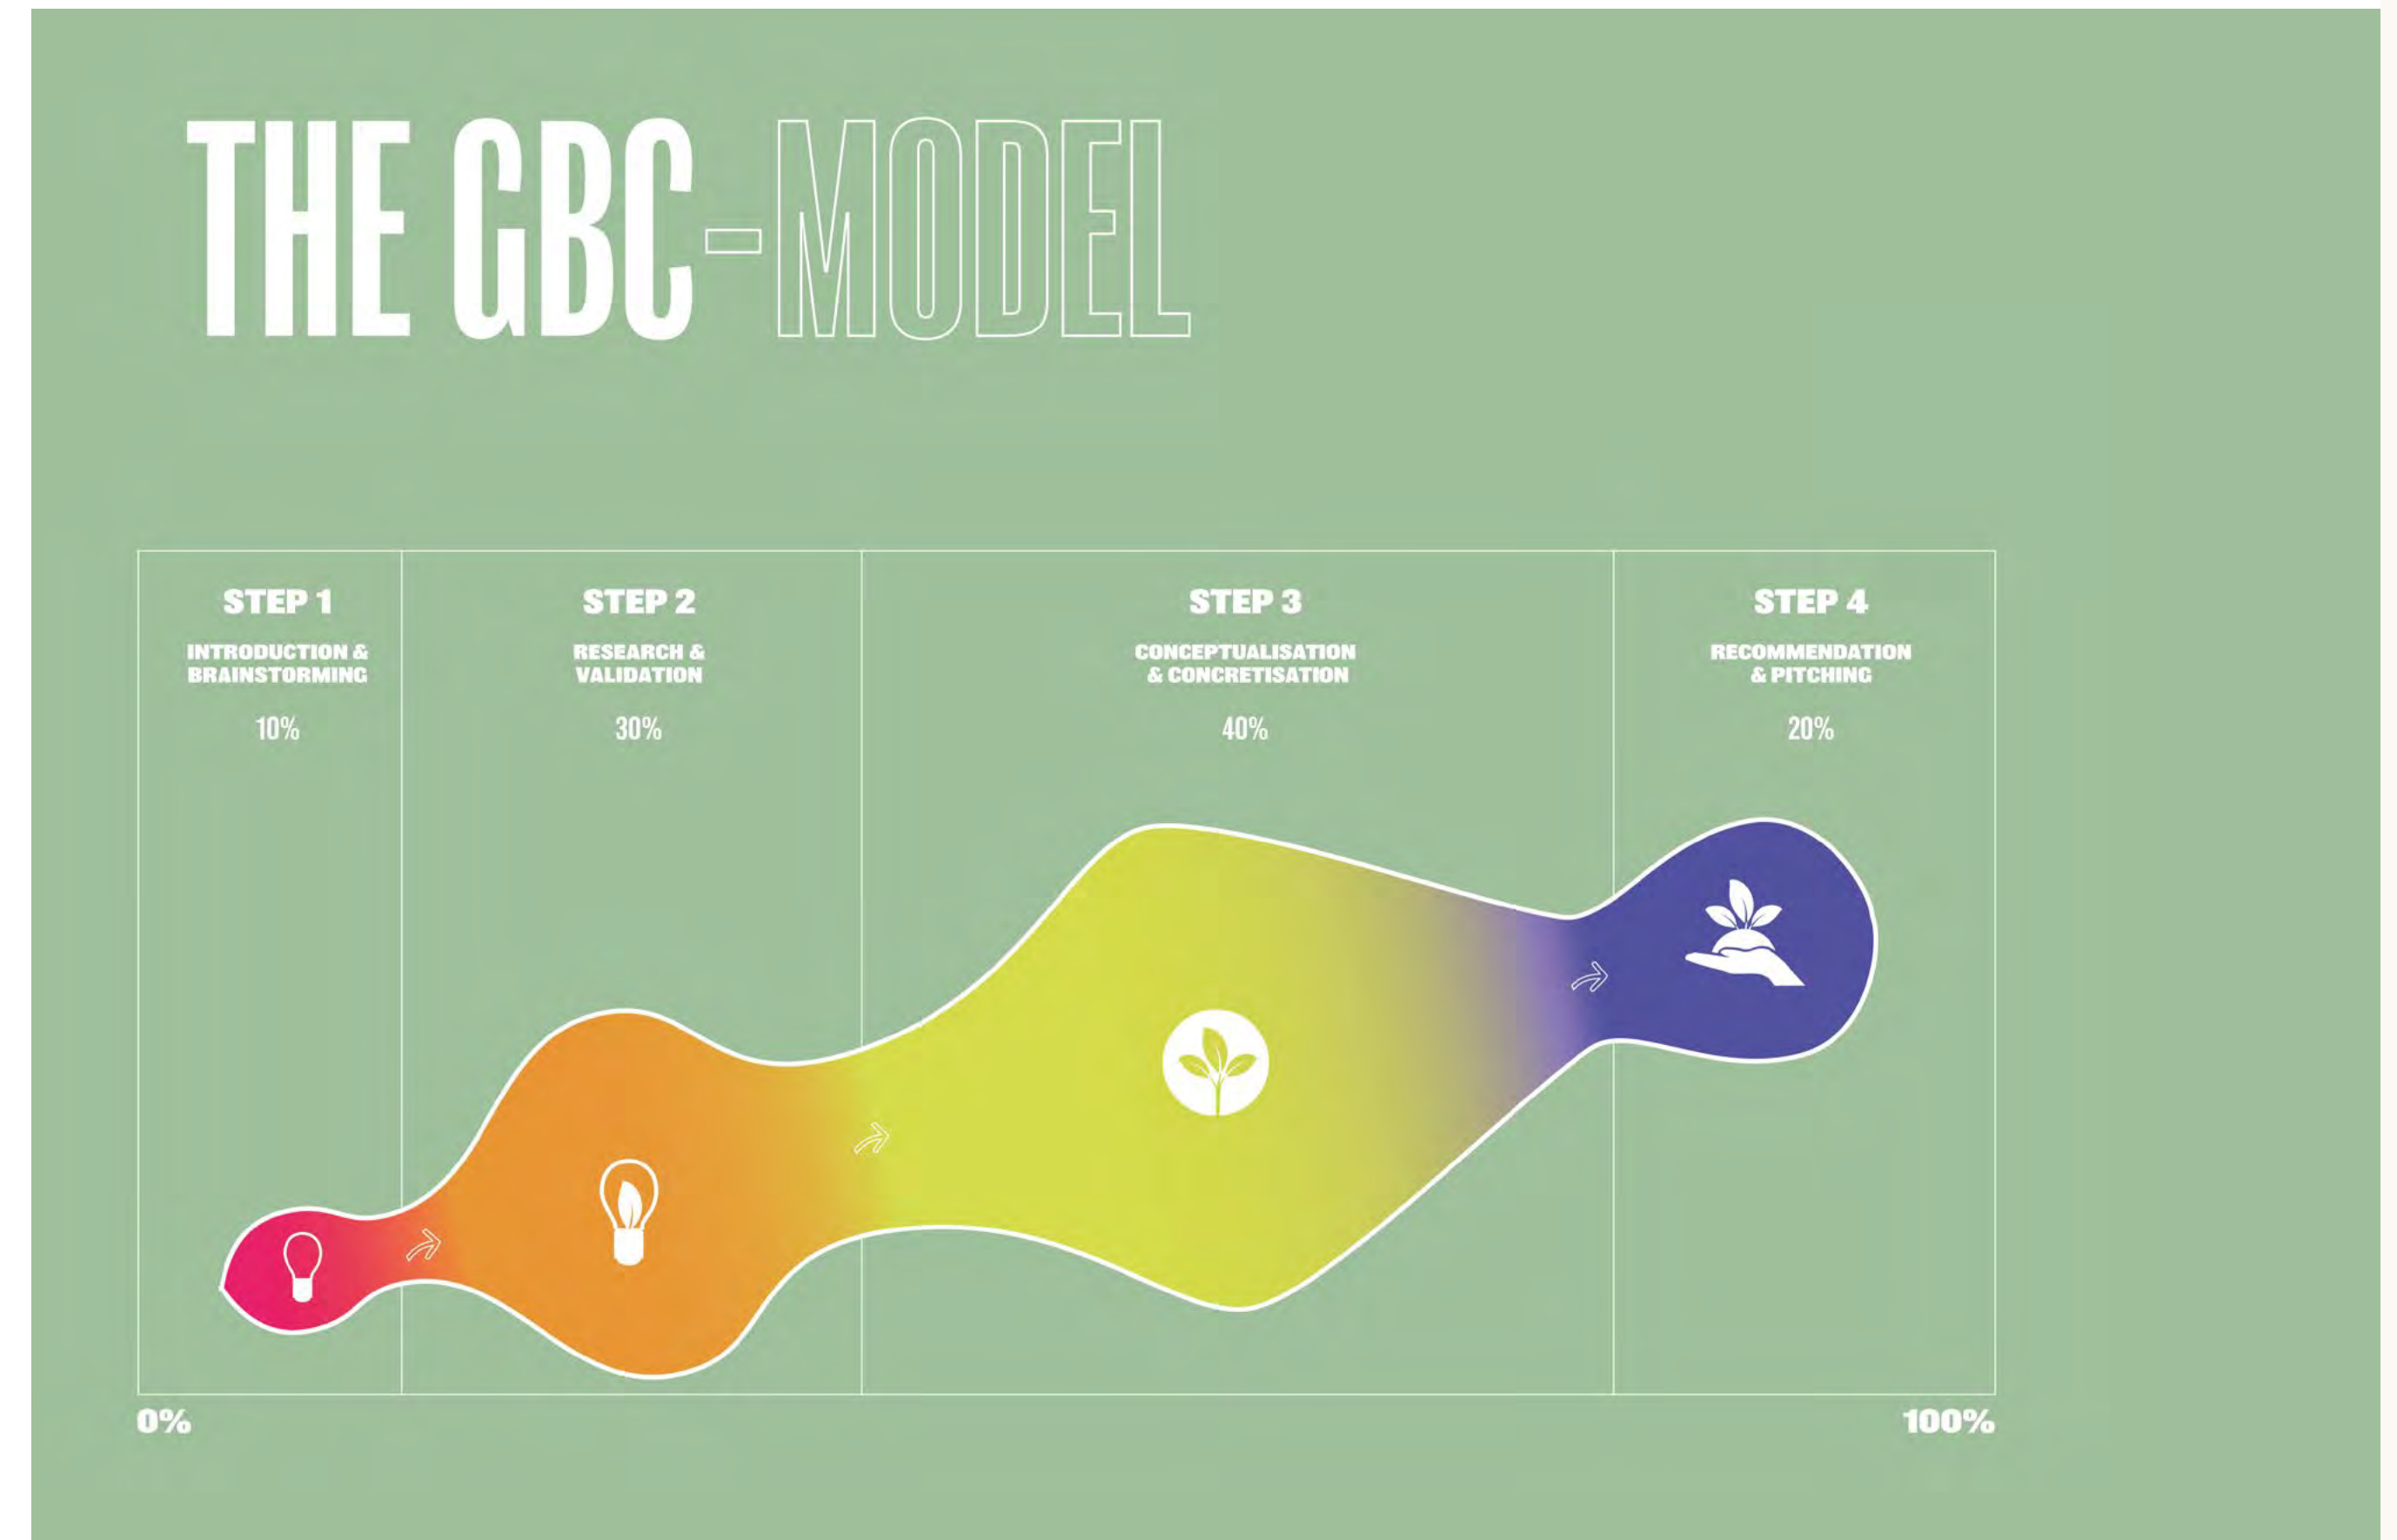 THE GBC-MODEL
STEP 1
INTRODUCTION &
BRAINSTORMING
10%
STEP 2
RESEARCH &
VALIDATION
30%
STEP 3
CONCEPTUALISATION
& CONCRETISATION
40%
STEP 4
RECOMMENDATION
& PITCHING
20%
0%
100%